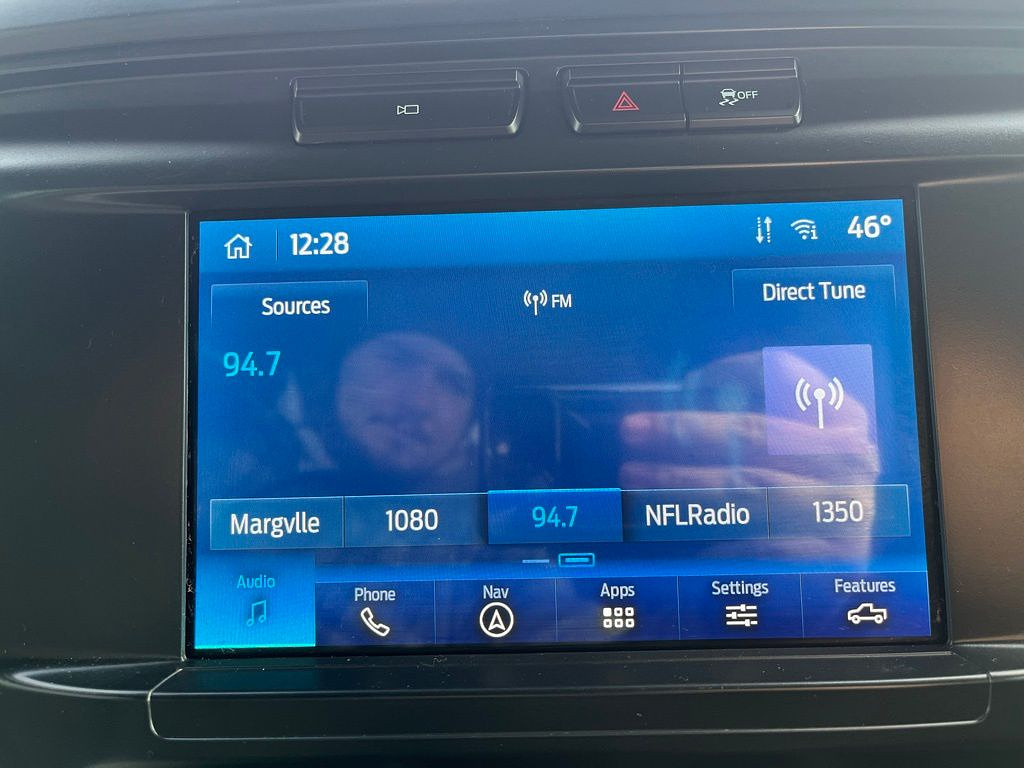 OFF
12:28
46°
Sources
FM
Direct Tune
94.7
Margvlle
1080
94.7
NFLRadio
1350
Audio
Phone
Nav
Apps
Settings
Features